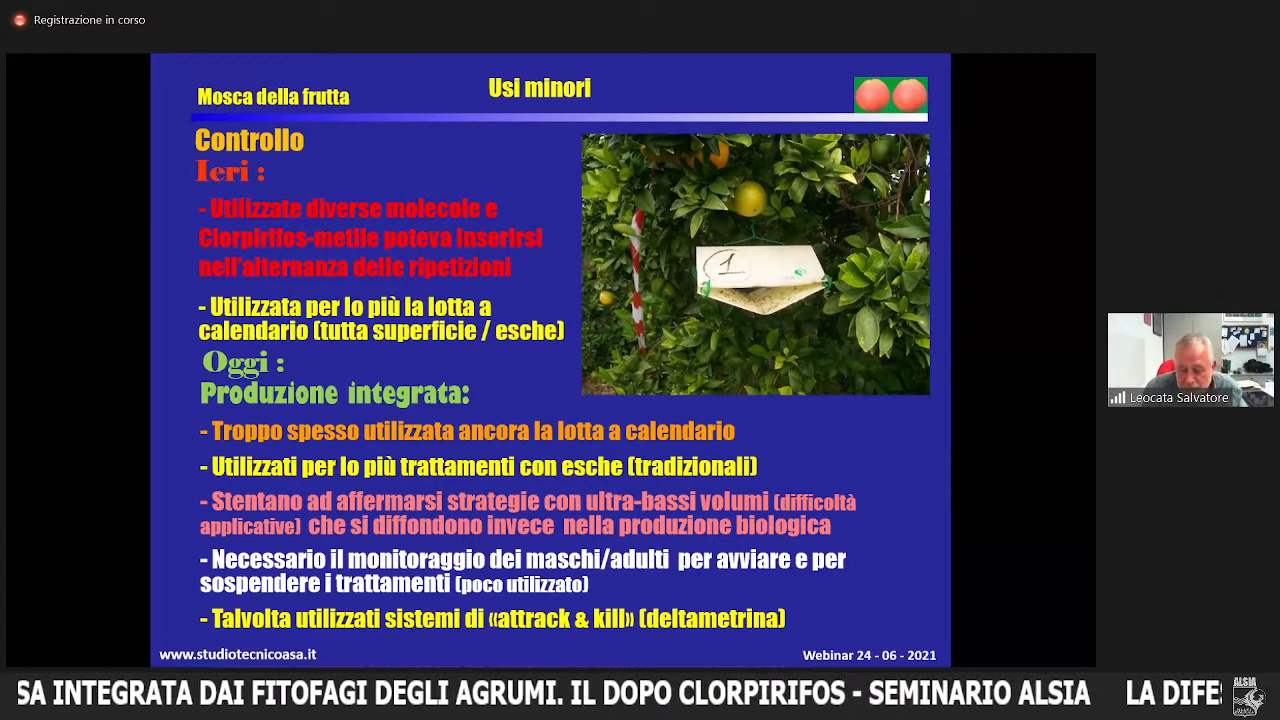 Registrazione in corso
Mosca della frutta
Usi minori
Controllo
Ieri :
- Utilizzate diverse molecole e
Clorpirifos-metile poteva inserirsi
nell'alternanza delle ripetizioni
- Utilizzata per lo più la lotta a
calendario (tutta superficie / esche)
1
Oggi :
Produzione integrata:
- Troppo spesso utilizzata ancora la lotta a calendario
- Utilizzati per lo più trattamenti con esche (tradizionali)
- Stentano ad affermarsi strategie con ultra-bassi volumi (difficoltà
applicative) che si diffondono invece nella produzione biologica
- Necessario il monitoraggio dei maschi/adulti per avviare e per
sospendere i trattamenti (poco utilizzato)
- Talvolta utilizzati sistemi di «attrack & kill» (deltametrina)
www.studiotecnicoasa.it
Webinar 24 - 06 - 2021
Leocata Salvatore
SA INTEGRATA DAI FITOFAGI DEGLI AGRUMI. IL DOPO CLORPIRIFOS - SEMINARIO ALSIA LA DIFES
ALSIA